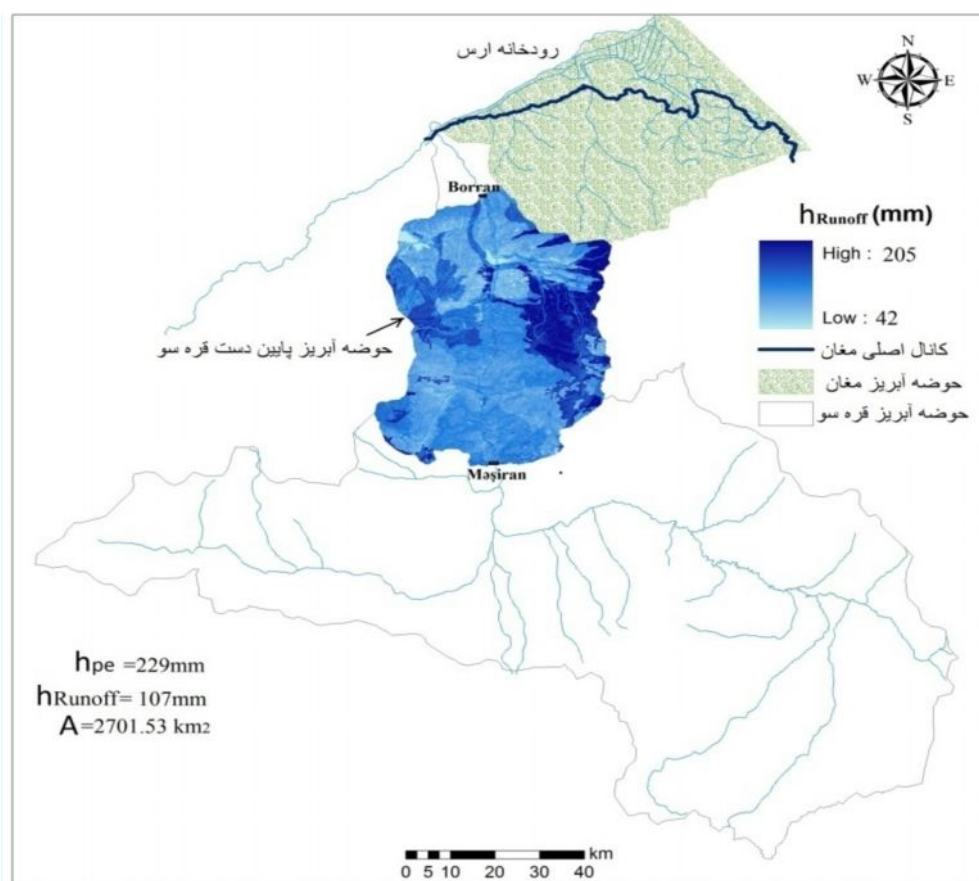 رودخانه ارس
N
W E
S
Borran
hRunoff (mm)
High : 205
Low : 42
کانال اصلی مغان
حوضه آبریز مغان
حوضه آبریز قره سو
حوضه آبریز پایین دست قره سو
Məşiran
hpe =229mm
hRunoff= 107mm
A=2701.53 km2
km
0 5 10 20 30 40